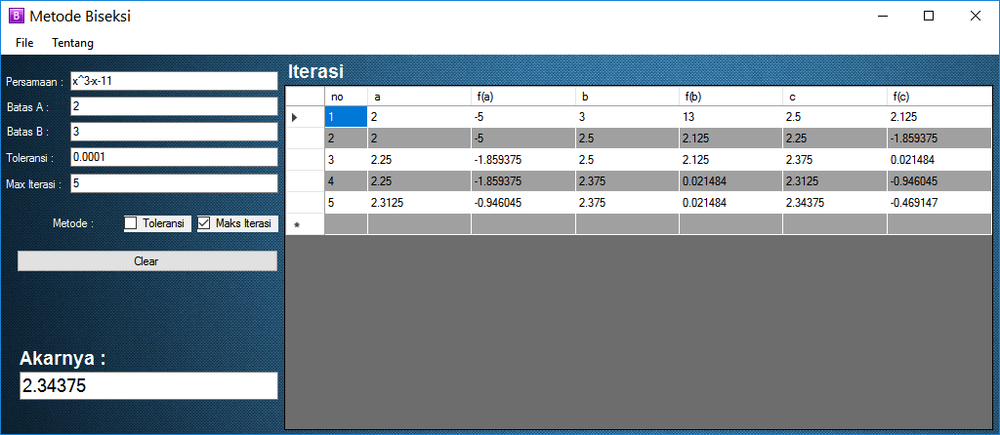 B Metode Biseksi
File Tentang
Persamaan : x^3-x-11
Batas A : 2
Batas B : 3
Toleransi : 0.0001
Max Iterasi : 5
Metode : Toleransi Maks Iterasi
Clear
Akarnya :
2.34375
Iterasi
no a f(a) b f(b) c f(c)
1 2 -5 3 13 2.5 2.125
2 2 -5 2.5 2.125 2.25 -1.859375
3 2.25 -1.859375 2.5 2.125 2.375 0.021484
4 2.25 -1.859375 2.375 0.021484 2.3125 -0.946045
5 2.3125 -0.946045 2.375 0.021484 2.34375 -0.469147
*